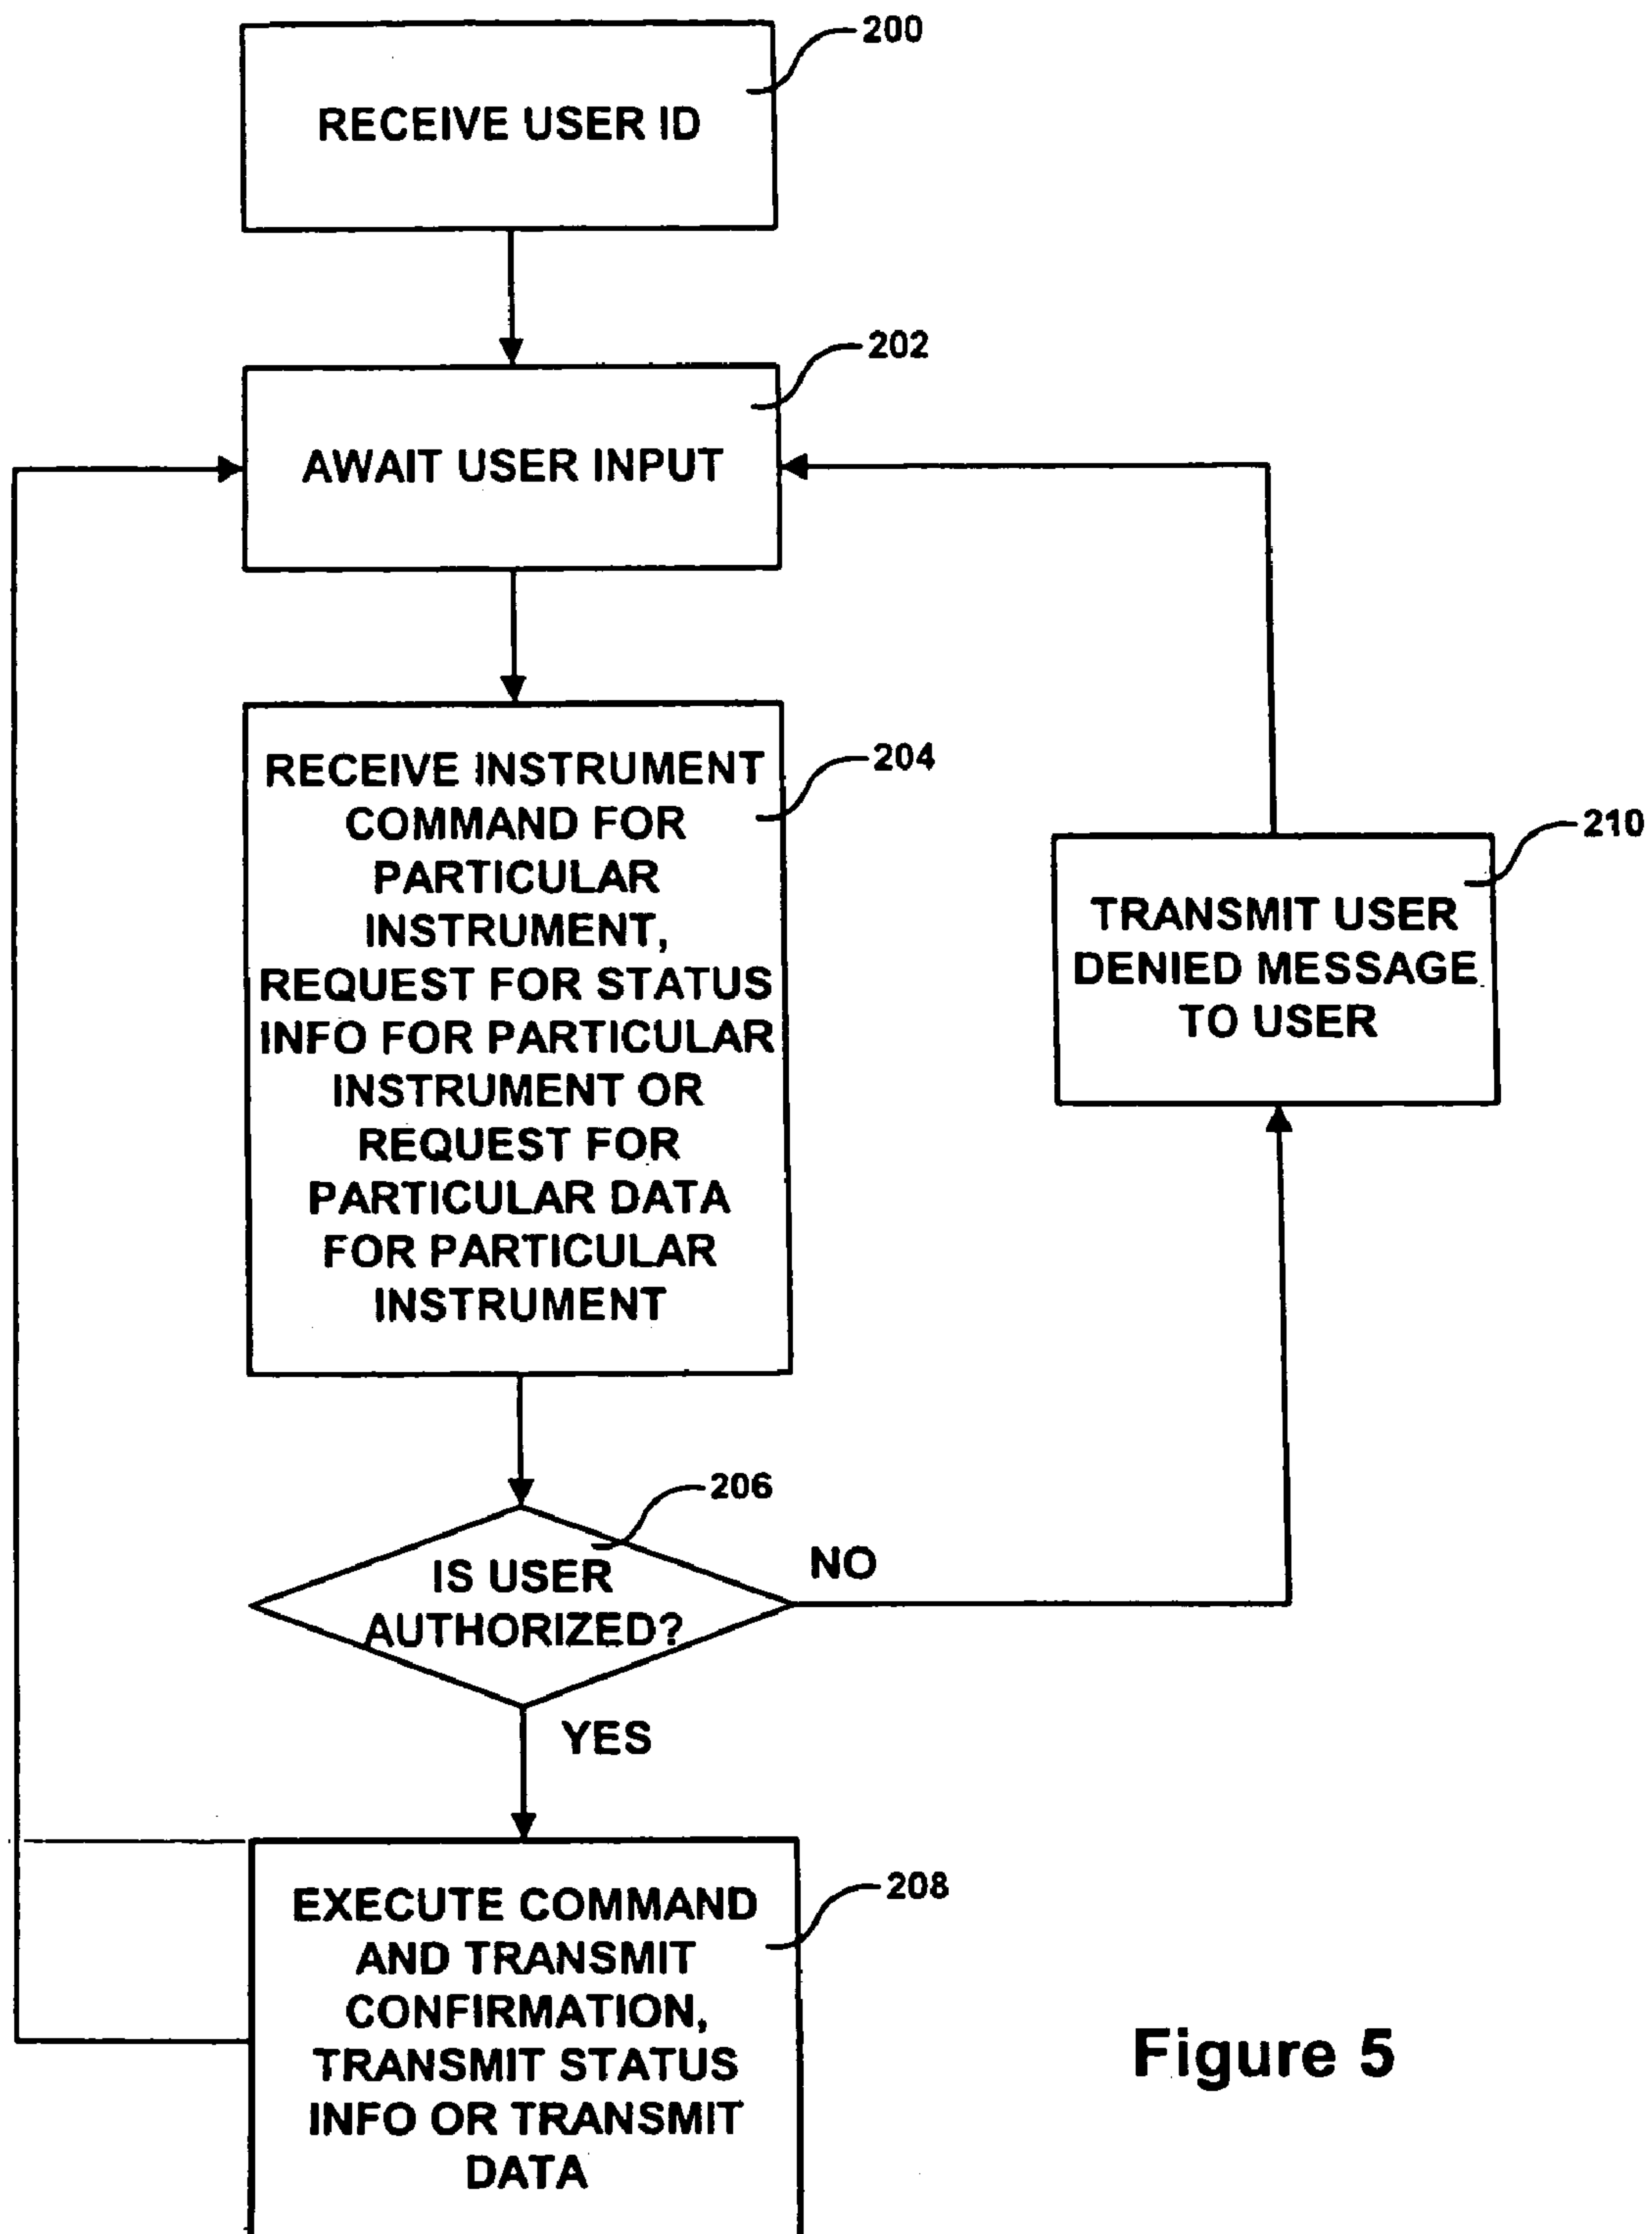 200
RECEIVE USER ID
202
AWAIT USER INPUT
204
RECEIVE INSTRUMENT
COMMAND FOR
PARTICULAR
INSTRUMENT,
REQUEST FOR STATUS
INFO FOR PARTICULAR
INSTRUMENT OR
REQUEST FOR
PARTICULAR DATA
FOR PARTICULAR
INSTRUMENT
210
TRANSMIT USER
DENIED MESSAGE
TO USER
206
IS USER
AUTHORIZED?
NO
YES
208
EXECUTE COMMAND
AND TRANSMIT
CONFIRMATION,
TRANSMIT STATUS
INFO OR TRANSMIT
DATA
Figure 5